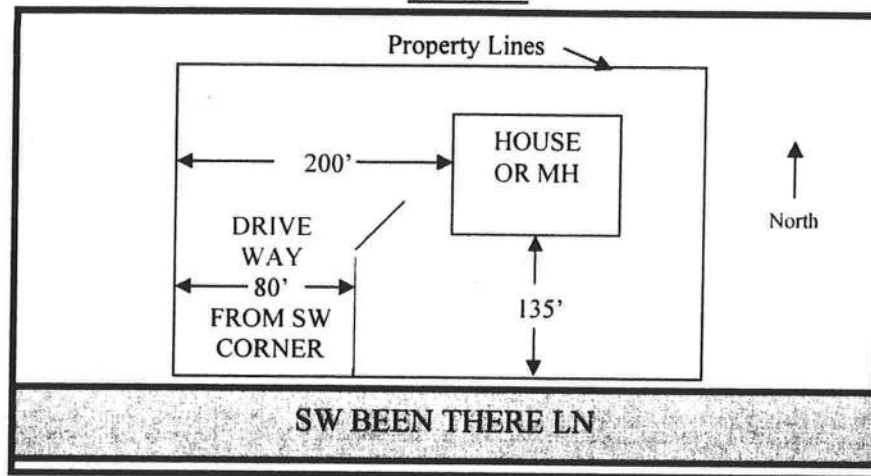 Property Lines
HOUSE
OR MH
200'
North
DRIVE
WAY
80'
FROM SW
CORNER
135'
SW BEEN THERE LN